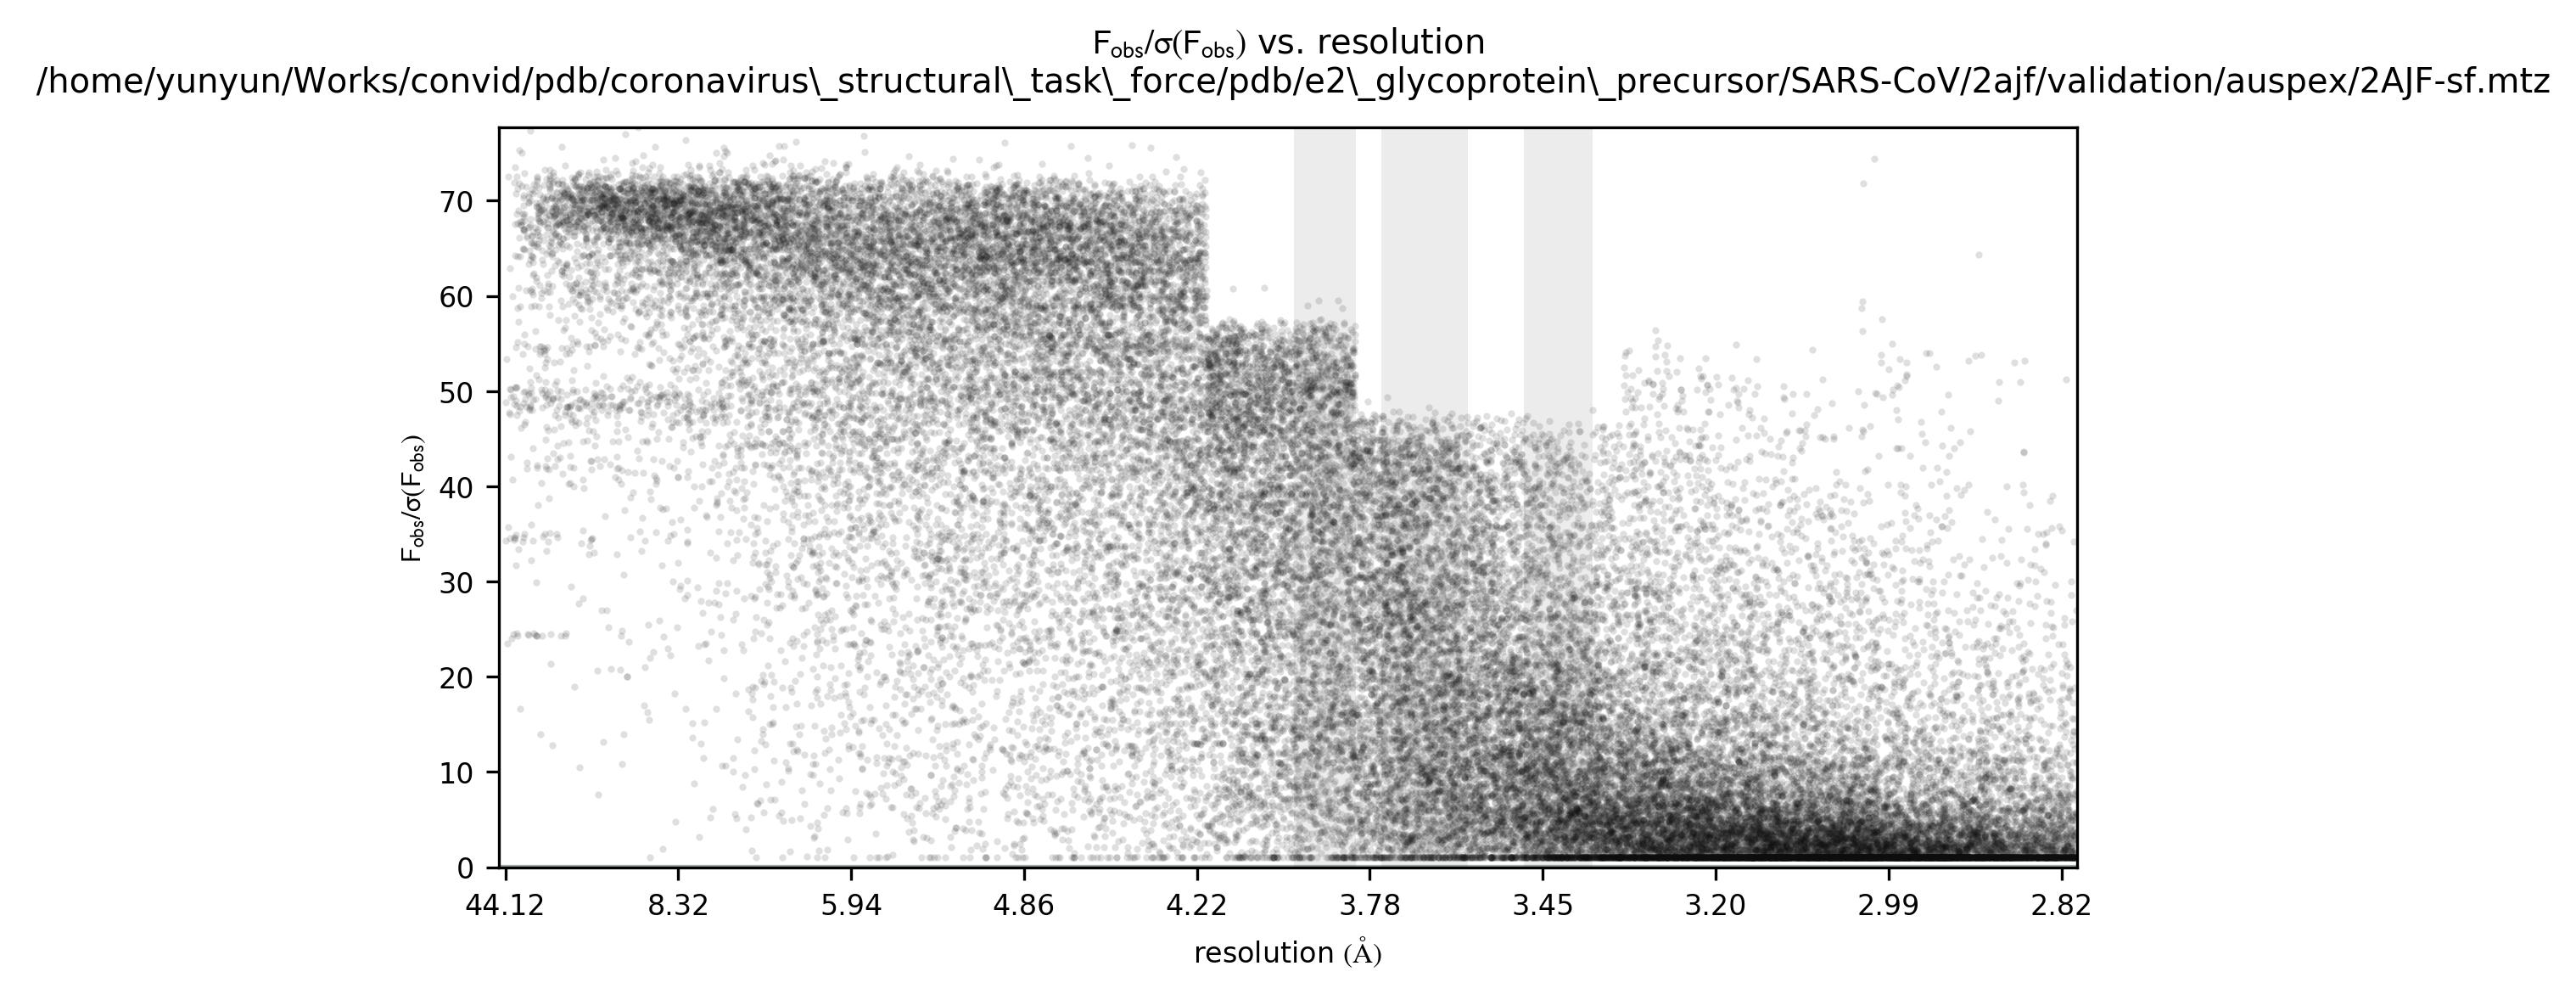 Fobs/σ(Fobs) vs. resolution
/home/yunyun/Works/convid/pdb/coronavirus\_structural\_task\_force/pdb/e2\_glycoprotein\_precursor/SARS-CoV/2ajf/validation/auspex/2AJF-sf.mtz
Fobs/σ(Fobs)
70
60
50
40
30
20
10
0
44.12 8.32 5.94 4.86 4.22 3.78 3.45 3.20 2.99 2.82
resolution (Å)